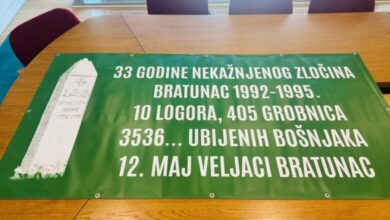 33 GODINE NEKAŽNJENOG ZLOČINA
BRATUNAC 1992-1995.
10 LOGORA, 405 GROBNICA
3536... UBIJENIH BOŠNJAKA
12. MAJ VELJACI BRATUNAC